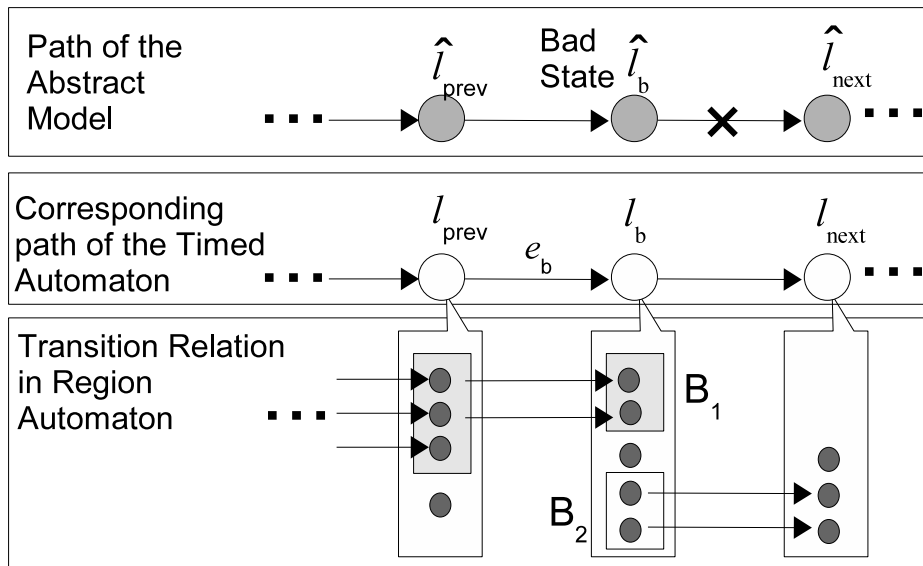 Path of the
Abstract
Model
Bad
State
l̂prev
l̂b
l̂next
Corresponding
path of the Timed
Automaton
lprev
eb
lb
lnext
Transition Relation
in Region
Automaton
B1
B2